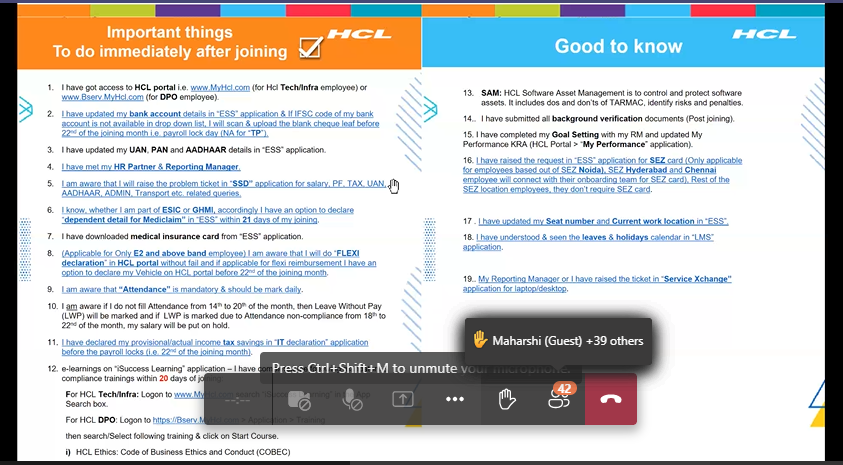 Important things
To do immediately after joining
HCL
1. I have got access to HCL portal i.e. www.MyHcl.com (for Hcl Tech/Infra employee) or
www.Bserv.MyHcl.com (for DPO employee).
2. I have updated my bank account details in "ESS" application & If IFSC code of my bank
account is not available in drop down list, I will scan & upload the blank cheque leaf before
22nd of the joining month i.e. payroll lock day (NA for "TP").
3. I have updated my UAN, PAN and AADHAAR details in "ESS" application.
4. I have met my HR Partner & Reporting Manager.
5. I am aware that I will raise the problem ticket in "SSD" application for salary, PF, TAX, UAN,
AADHAAR, ADMIN, Transport etc. related queries.
6. I know, whether I am part of ESIC or GHMI, accordingly I have an option to declare
"dependent detail for Mediclaim" in "ESS" within 21 days of my joining.
7. I have downloaded medical insurance card from "ESS" application.
8. (Applicable for Only E2 and above band employee) I am aware that I will do "FLEXI
declaration" in HCL portal without fail and if applicable for flexi reimbursement I have an
option to declare my Vehicle on HCL portal before 22nd of the joining month.
9. I am aware that "Attendance" is mandatory & should be mark daily.
10. I am aware if I do not fill Attendance from 14th to 20th of the month, then Leave Without Pay
(LWP) will be marked and if LWP is marked due to Attendance non-compliance from 18th to
22nd of the month, my salary will be put on hold.
11. I have declared my provisional/actual income tax savings in "IT declaration" application
before the payroll locks (i.e. 22nd of the joining month).
12. e-learnings on "iSuccess Learning" application – I have
compliance trainings within 20 days of
For HCL Tech/Infra: Logon to
Search box.
For HCL DPO: Logon to https://Bserv.
then search/Select following training & click on Start Course.
i) HCL Ethics: Code of Business Ethics and Conduct (COBEC)
Good to know
HCL
13. SAM: HCL Software Asset Management is to control and protect software
assets. It includes dos and don'ts of TARMAC, identify risks and penalties.
14.. I have submitted all background verification documents (Post joining).
15. I have completed my Goal Setting with my RM and updated My
Performance KRA (HCL Portal > "My Performance" application).
16. I have raised the request in "ESS" application for SEZ card (Only applicable
for employees based out of SEZ Noida), SEZ Hyderabad and Chennai
employee will connect with their onboarding team for SEZ card), Rest of the
SEZ location employees, they don't require SEZ card.
17 . I have updated my Seat number and Current work location in "ESS".
18. I have understood & seen the leaves & holidays calendar in "LMS"
application.
19.. My Reporting Manager or I have raised the ticket in "Service Xchange"
application for laptop/desktop.
Maharshi (Guest) +39 others
Press Ctrl+Shift+M to unmute your microphone.
--:--
42